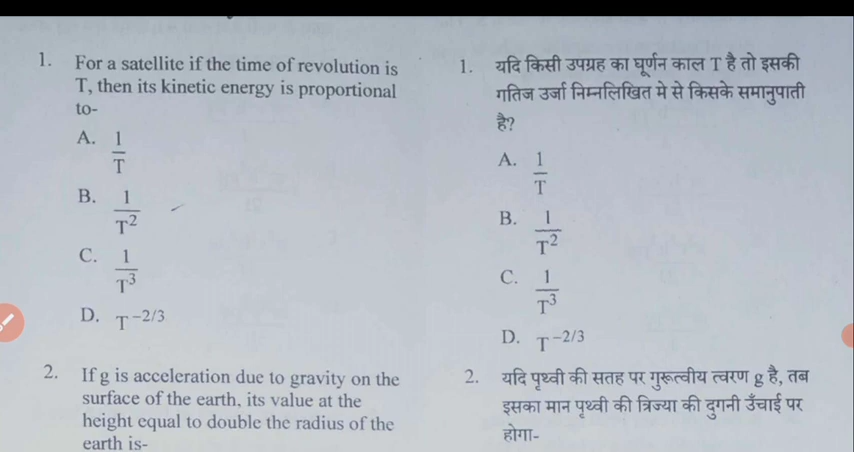 1. For a satellite if the time of revolution is
T, then its kinetic energy is proportional
to-
A. 1/T
B. 1/T²
C. 1/T³
D. T⁻²/³
2. If g is acceleration due to gravity on the
surface of the earth, its value at the
height equal to double the radius of the
earth is-
1. यदि किसी उपग्रह का घूर्णन काल T है तो इसकी
गतिज उर्जा निम्नलिखित मे से किसके समानुपाती
है?
A. 1/T
B. 1/T²
C. 1/T³
D. T⁻²/³
2. यदि पृथ्वी की सतह पर गुरूत्वीय त्वरण g है, तब
इसका मान पृथ्वी की त्रिज्या की दुगनी उँचाई पर
होगा-